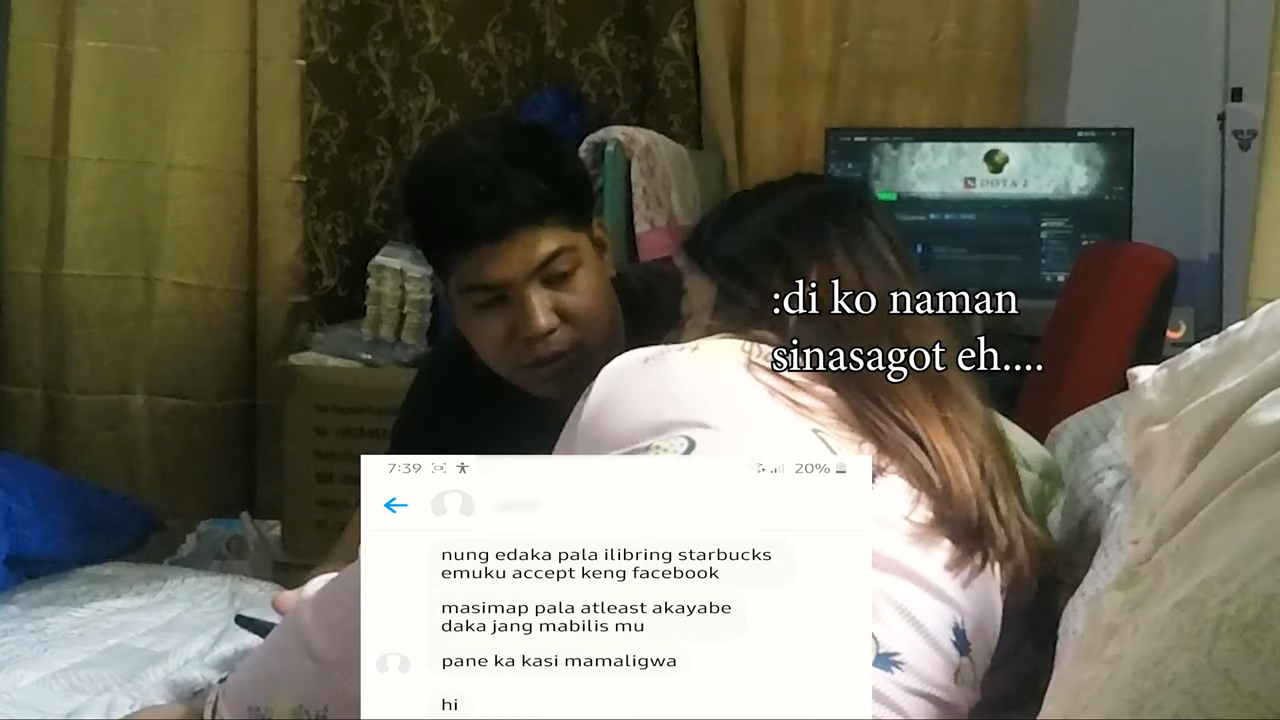 DOTA 2
:di ko naman
sinasagot eh....
7:39
20%
nung edaka pala ilibring starbucks
emuku accept keng facebook
masimap pala atleast akayabe
daka jang mabilis mu
pane ka kasi mamaligwa
hi